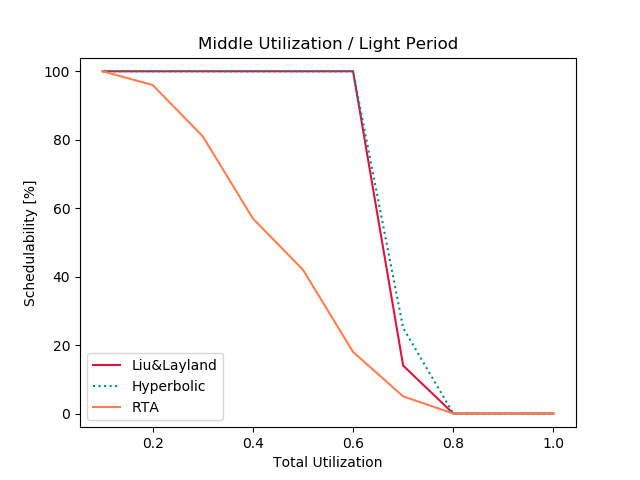 Middle Utilization / Light Period
Schedulability [%]
100
80
60
40
20
0
Liu&Layland
Hyperbolic
RTA
0.2 0.4 0.6 0.8 1.0
Total Utilization